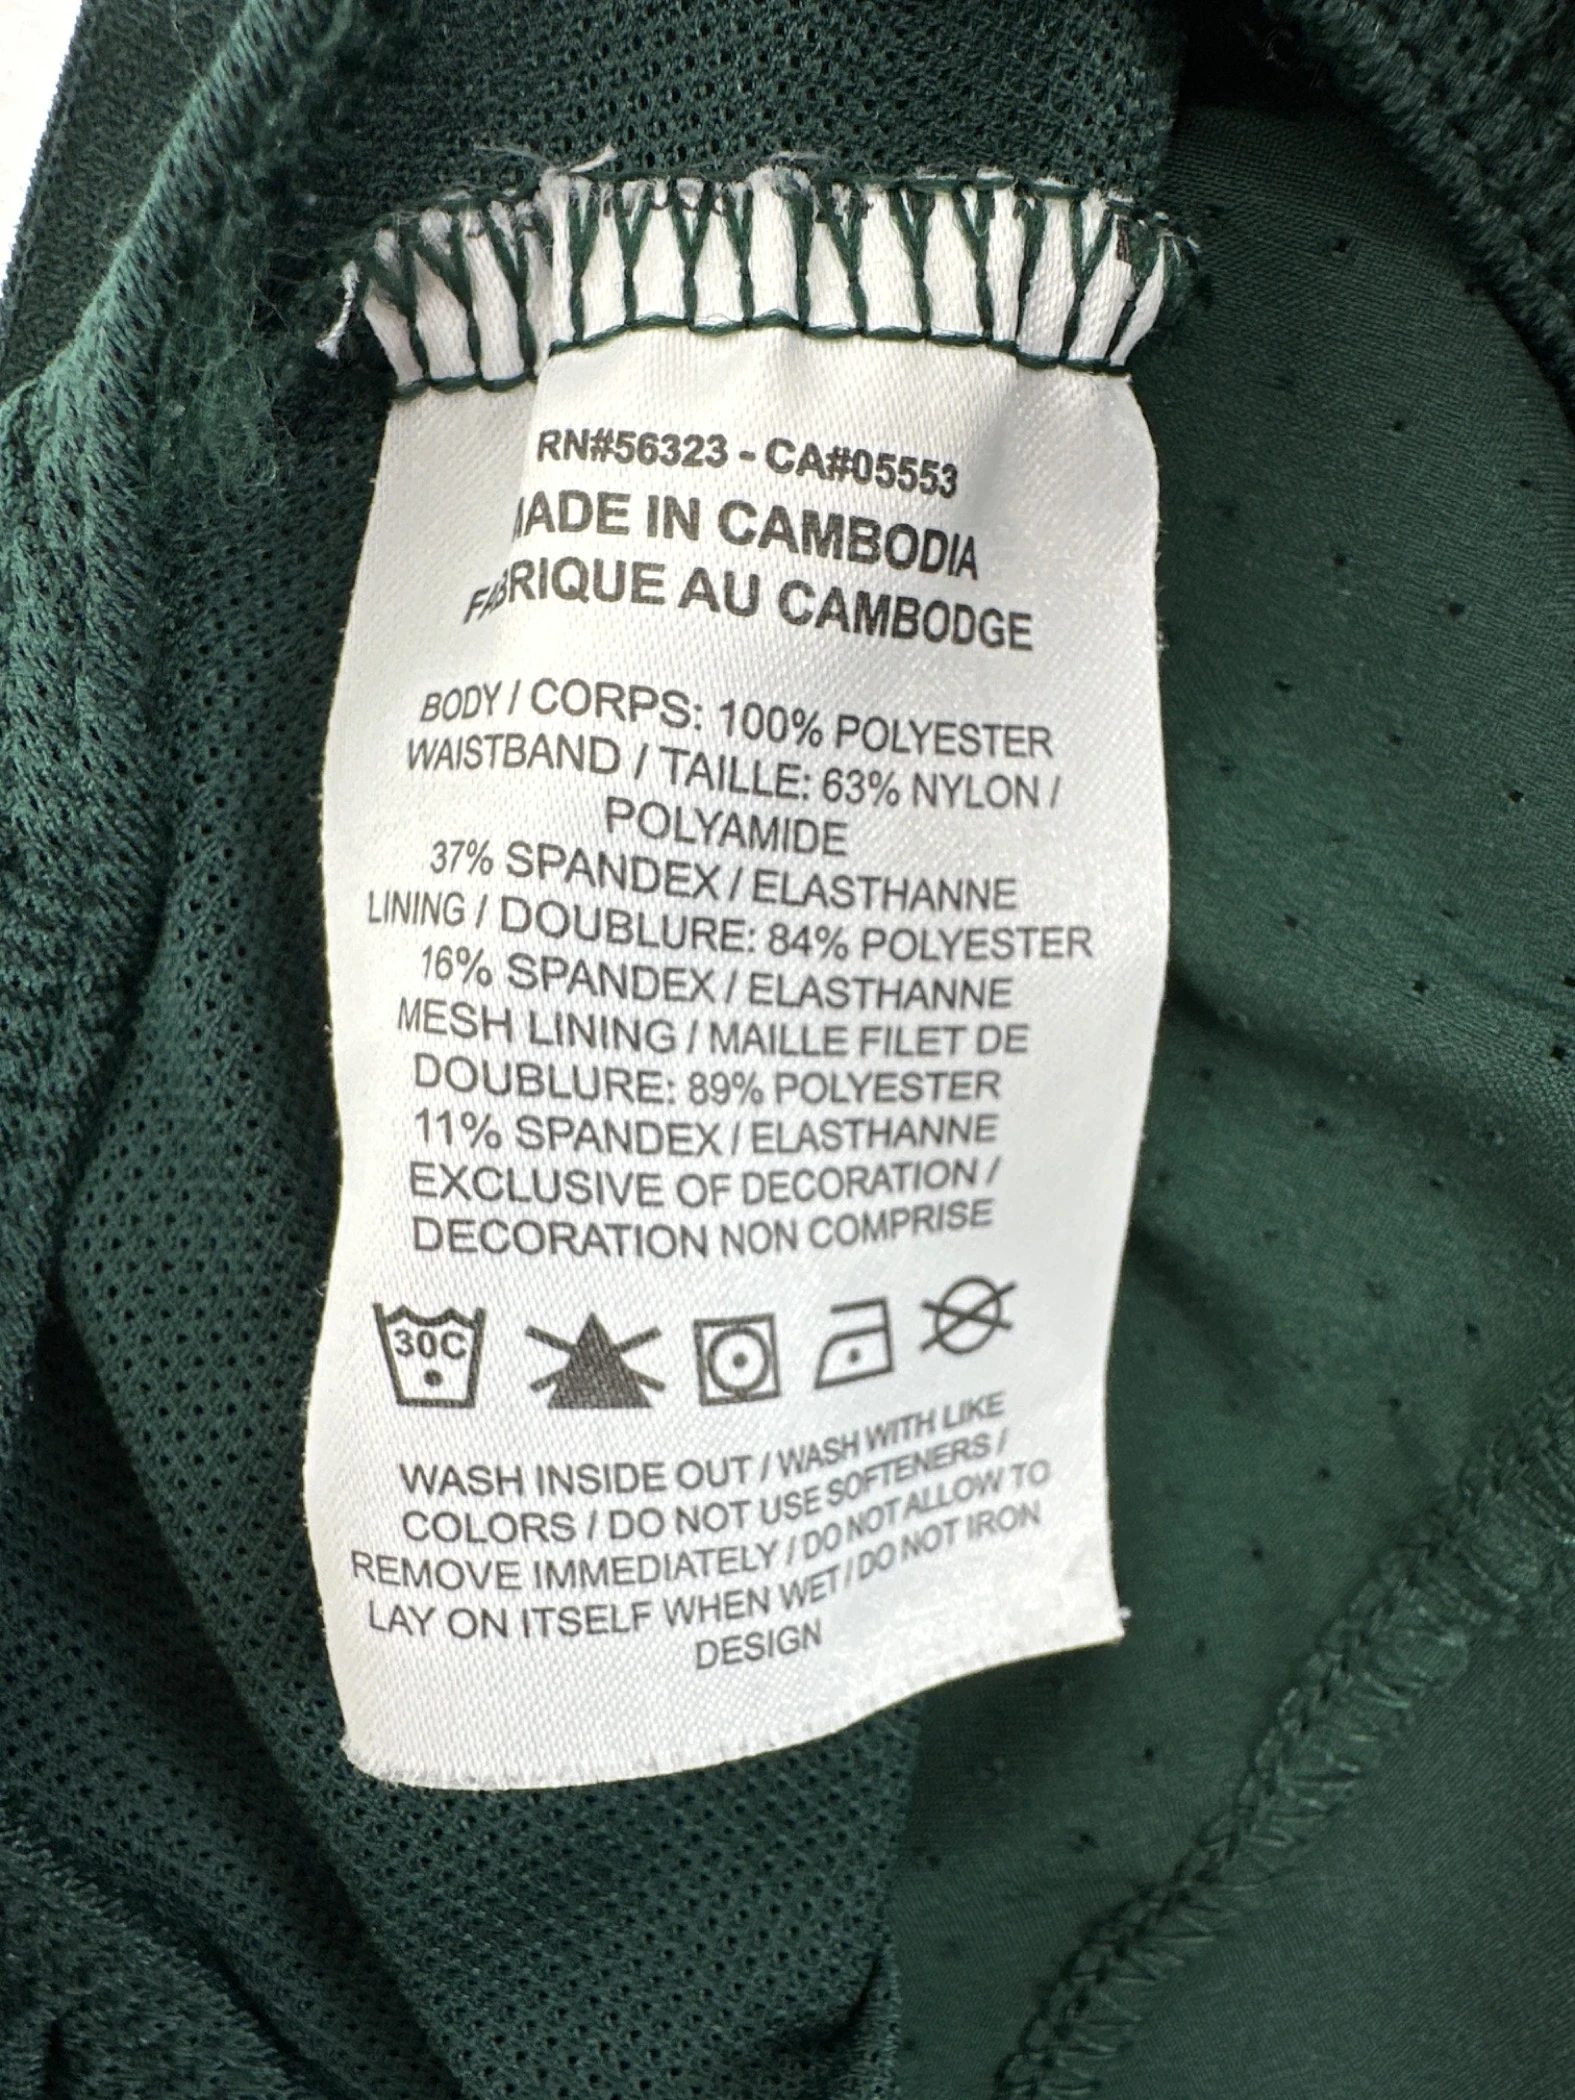 RN#56323 - CA#05553
MADE IN CAMBODIA
FABRIQUE AU CAMBODGE
BODY / CORPS: 100% POLYESTER
WAISTBAND / TAILLE: 63% NYLON /
POLYAMIDE
37% SPANDEX / ELASTHANNE
LINING / DOUBLURE: 84% POLYESTER
16% SPANDEX / ELASTHANNE
MESH LINING / MAILLE FILET DE
DOUBLURE: 89% POLYESTER
11% SPANDEX / ELASTHANNE
EXCLUSIVE OF DECORATION /
DECORATION NON COMPRISE
30C
WASH INSIDE OUT / WASH WITH LIKE
COLORS / DO NOT USE SOFTENERS /
REMOVE IMMEDIATELY / DO NOT ALLOW TO
LAY ON ITSELF WHEN WET / DO NOT IRON
DESIGN